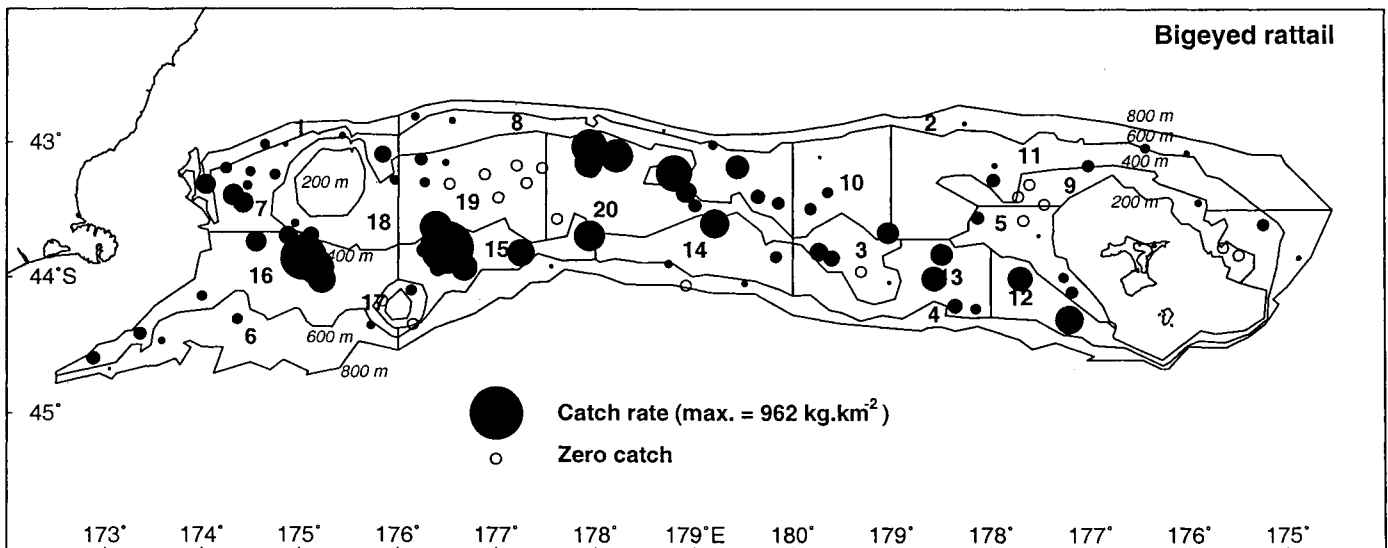 Bigeyed rattail
43°
44°S
45°
1
8
2
800 m
600 m
400 m
11
9
200 m
200 m
7
18
19
20
10
5
16
400 m
15
14
3
13
12
17
6
600 m
800 m
4
Catch rate (max. = 962 kg.km-2)
Zero catch
173° 174° 175° 176° 177° 178° 179°E 180° 179° 178° 177° 176° 175°